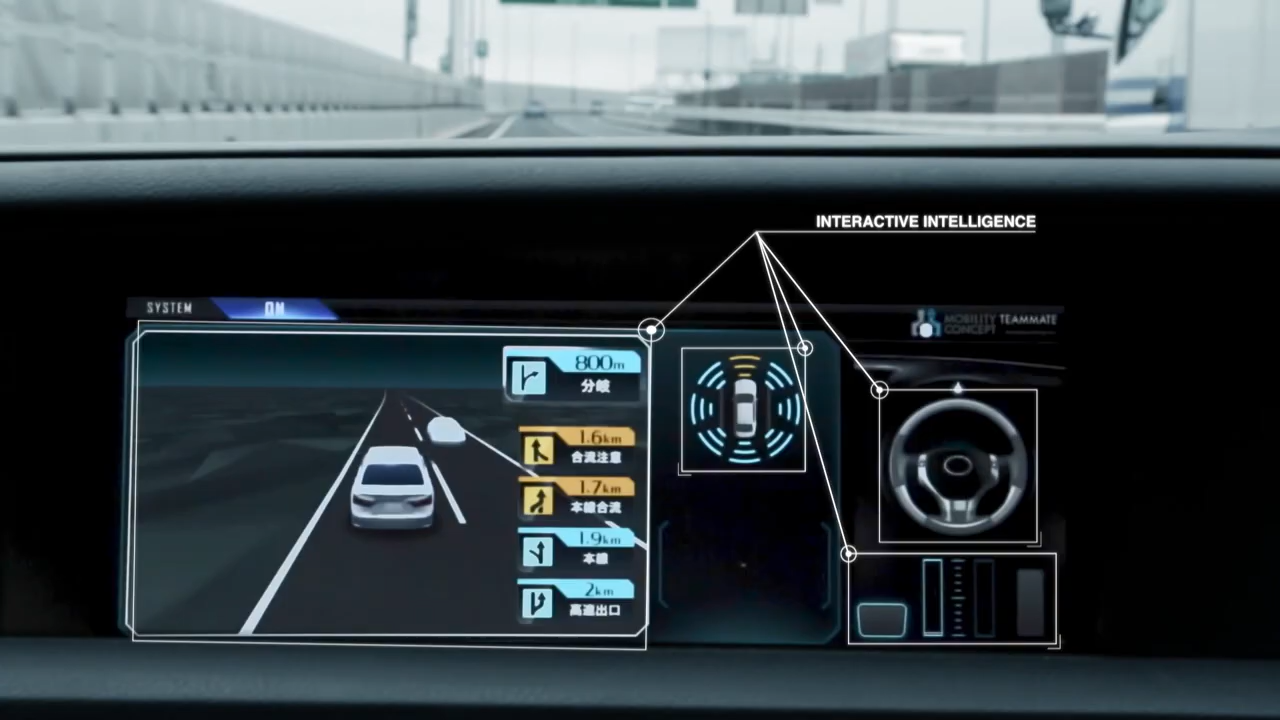 INTERACTIVE INTELLIGENCE
SYSTEM ON
MOBILITY TEAMMATE
CONCEPT
800m
分岐
1.6km
合流注意
1.7km
本線合流
1.9km
本線
2km
高速出口